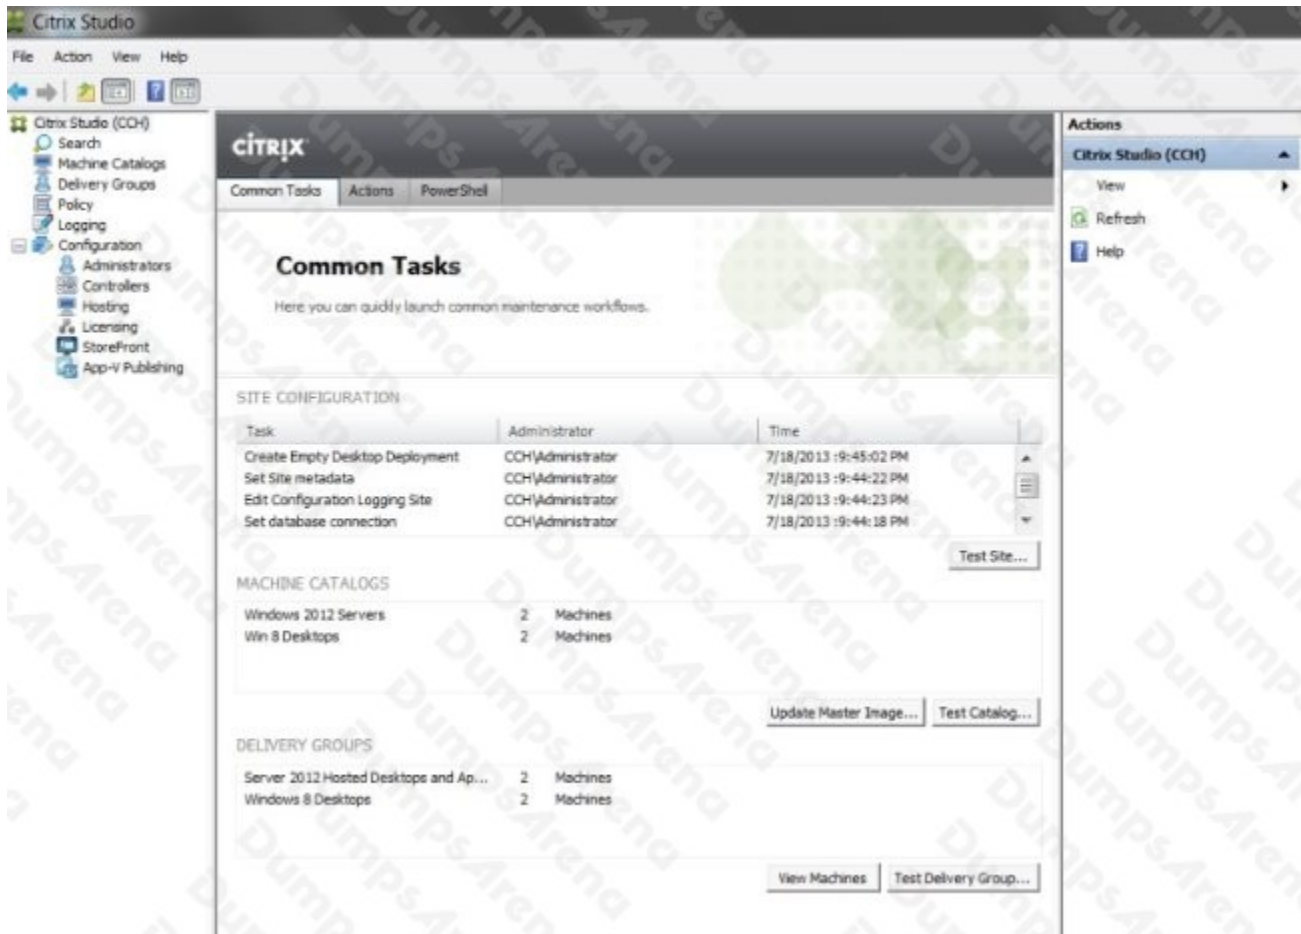 Citrix Studio
File Action View Help
Citrix Studio (CCH)
Search
Machine Catalogs
Delivery Groups
Policy
Logging
Configuration
Administrators
Controllers
Hosting
Licensing
StoreFront
App-V Publishing
CİTRIX
Common Tasks Actions PowerShell
Common Tasks
Here you can quickly launch common maintenance workflows.
SITE CONFIGURATION
Task Administrator Time
Create Empty Desktop Deployment CCH\Administrator 7/18/2013 :9:45:02 PM
Set Site metadata CCH\Administrator 7/18/2013 :9:44:22 PM
Edit Configuration Logging Site CCH\Administrator 7/18/2013 :9:44:23 PM
Set database connection CCH\Administrator 7/18/2013 :9:44:18 PM
Test Site...
MACHINE CATALOGS
Windows 2012 Servers 2 Machines
Win 8 Desktops 2 Machines
Update Master Image... Test Catalog...
DELIVERY GROUPS
Server 2012 Hosted Desktops and Ap... 2 Machines
Windows 8 Desktops 2 Machines
View Machines Test Delivery Group...
Actions
Citrix Studio (CCH)
View
Refresh
Help
DumpsArena